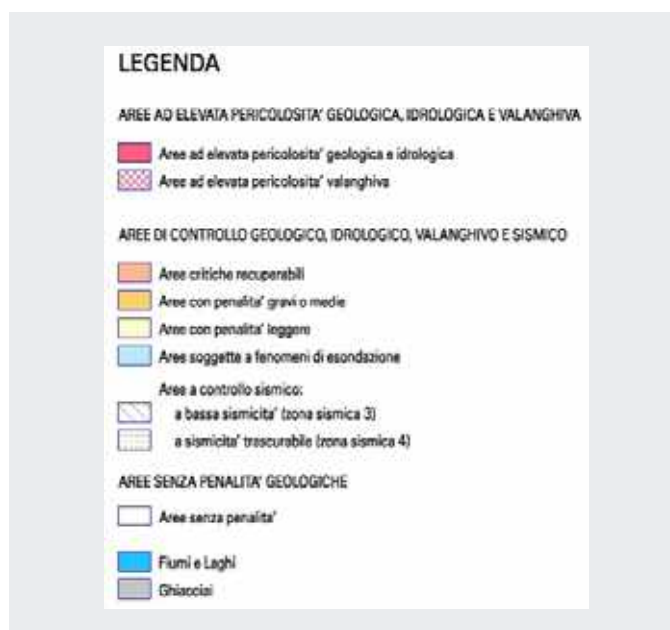 LEGENDA
AREE AD ELEVATA PERICOLOSITA' GEOLOGICA, IDROLOGICA E VALANGHIVA
Aree ad elevata pericolosita' geologica e idrologica
Aree ad elevata pericolosita' valanghiva
AREE DI CONTROLLO GEOLOGICO, IDROLOGICO, VALANGHIVO E SISMICO
Aree critiche recuperabili
Aree con penalita' gravi o medie
Aree con penalita' leggere
Aree soggette a fenomeni di esondazione
Aree a controllo sismico:
a bassa sismicita' (zona sismica 3)
a sismicita' trascurabile (zona sismica 4)
AREE SENZA PENALITA' GEOLOGICHE
Aree senza penalita'
Fiumi e Laghi
Ghiacciai